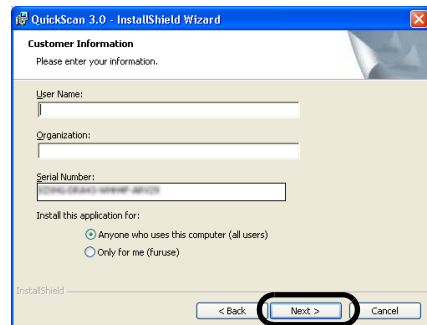 QuickScan 3.0 - InstallShield Wizard
Customer Information
Please enter your information.
User Name:
Organization:
Serial Number:
Install this application for:
Anyone who uses this computer (all users)
Only for me (furuse)
InstallShield
< Back
Next >
Cancel